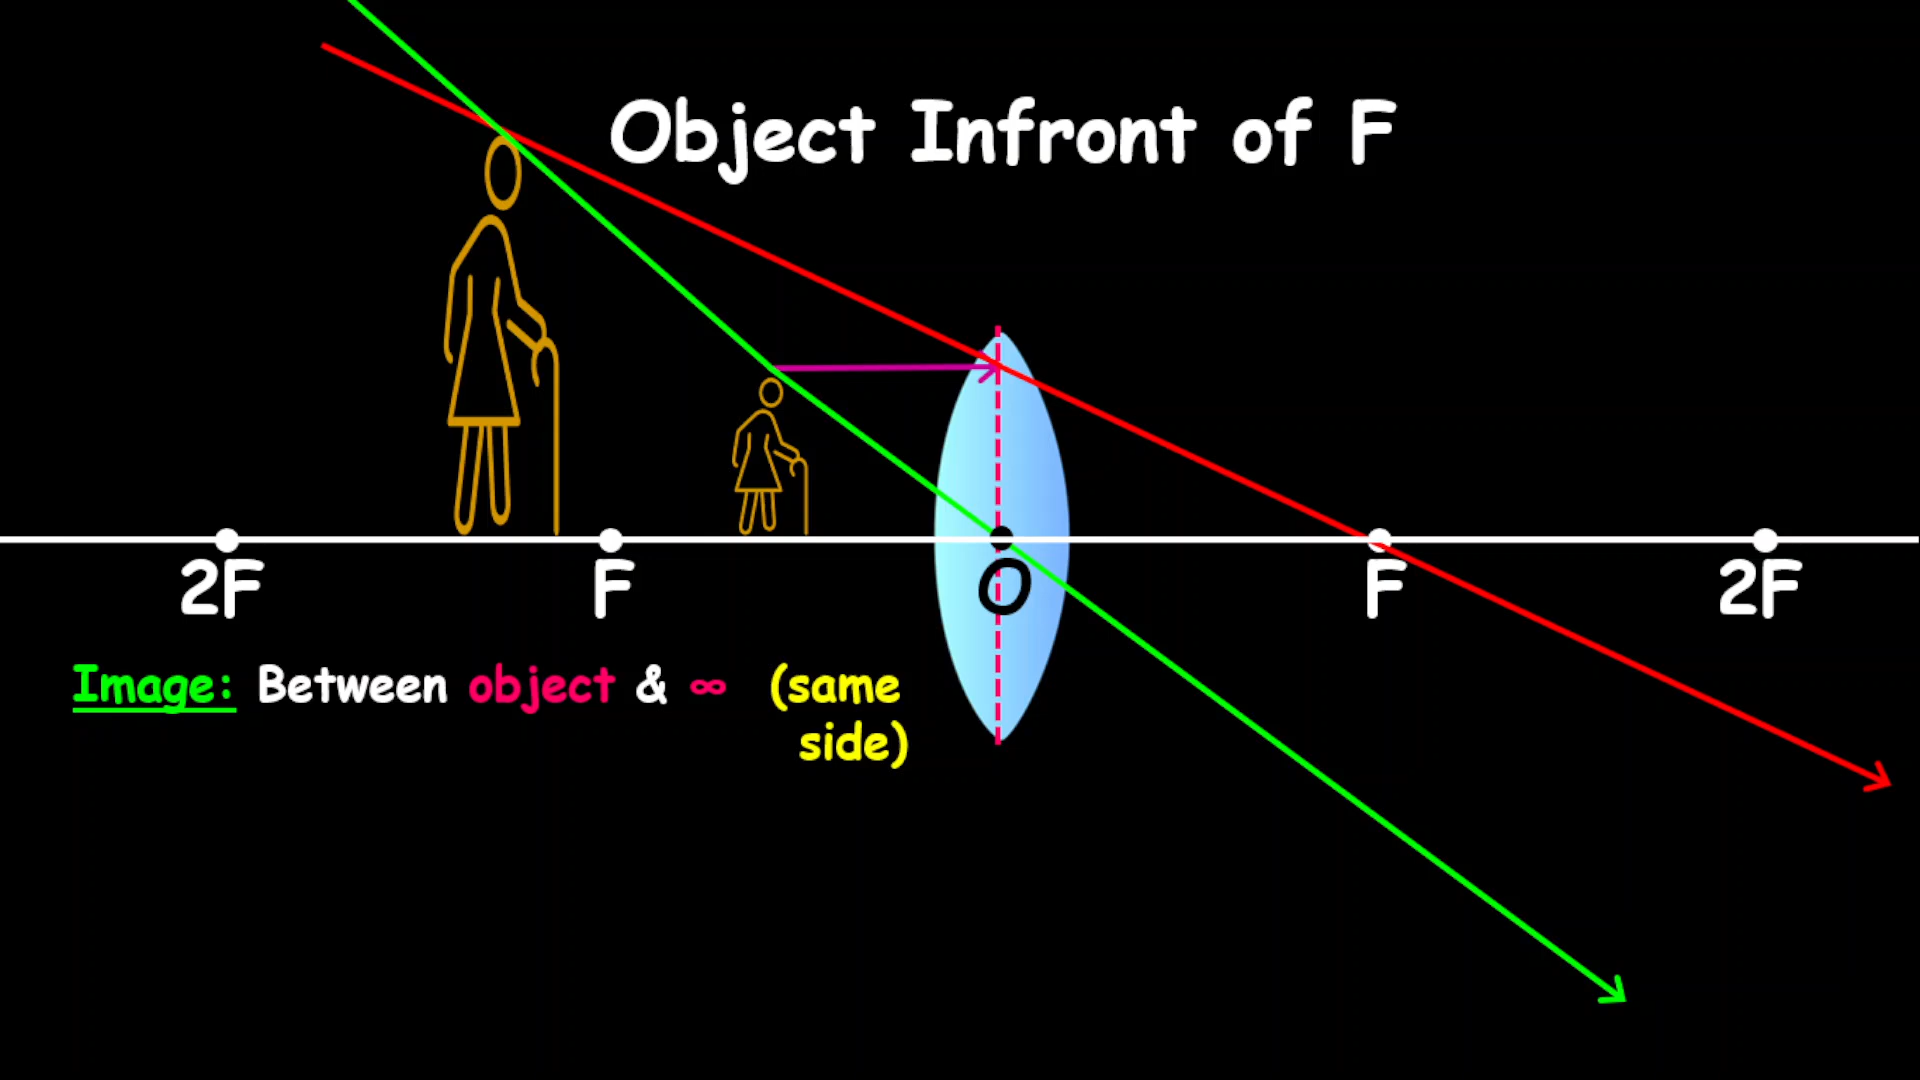 Object Infront of F
2F F O F 2F
Image: Between object & ∞ (same
side)